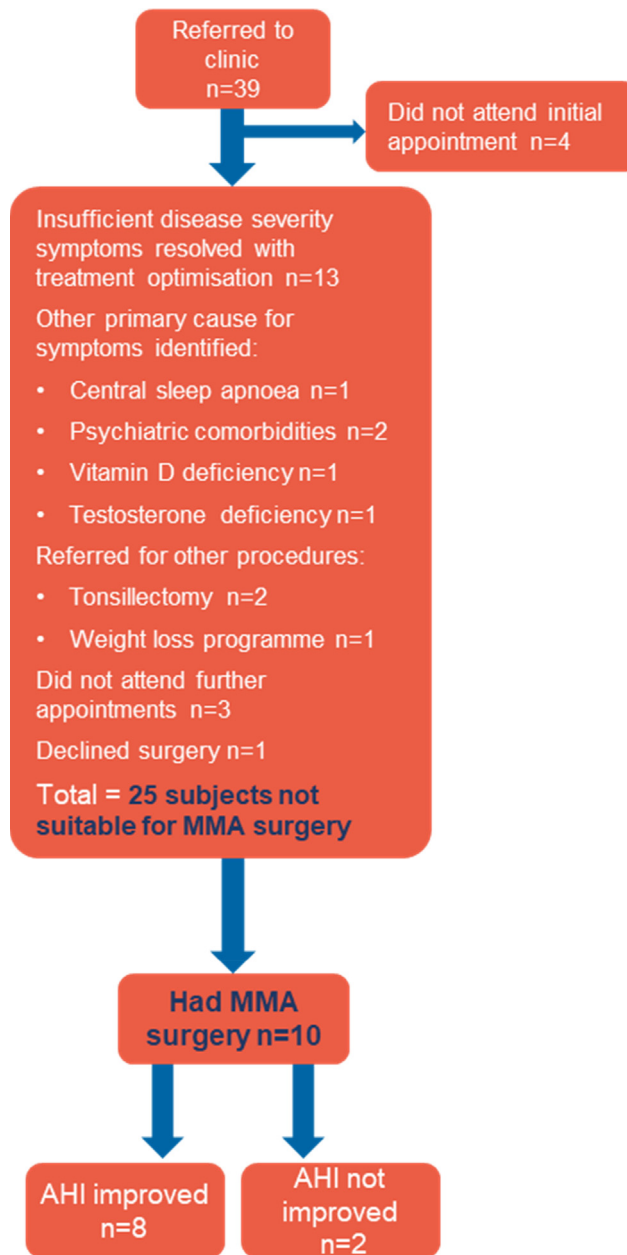 Referred to
clinic
n=39
Did not attend initial
appointment n=4
Insufficient disease severity
symptoms resolved with
treatment optimisation n=13
Other primary cause for
symptoms identified:
• Central sleep apnoea n=1
• Psychiatric comorbidities n=2
• Vitamin D deficiency n=1
• Testosterone deficiency n=1
Referred for other procedures:
• Tonsillectomy n=2
• Weight loss programme n=1
Did not attend further
appointments n=3
Declined surgery n=1
Total = 25 subjects not
suitable for MMA surgery
Had MMA
surgery n=10
AHI improved
n=8
AHI not
improved
n=2